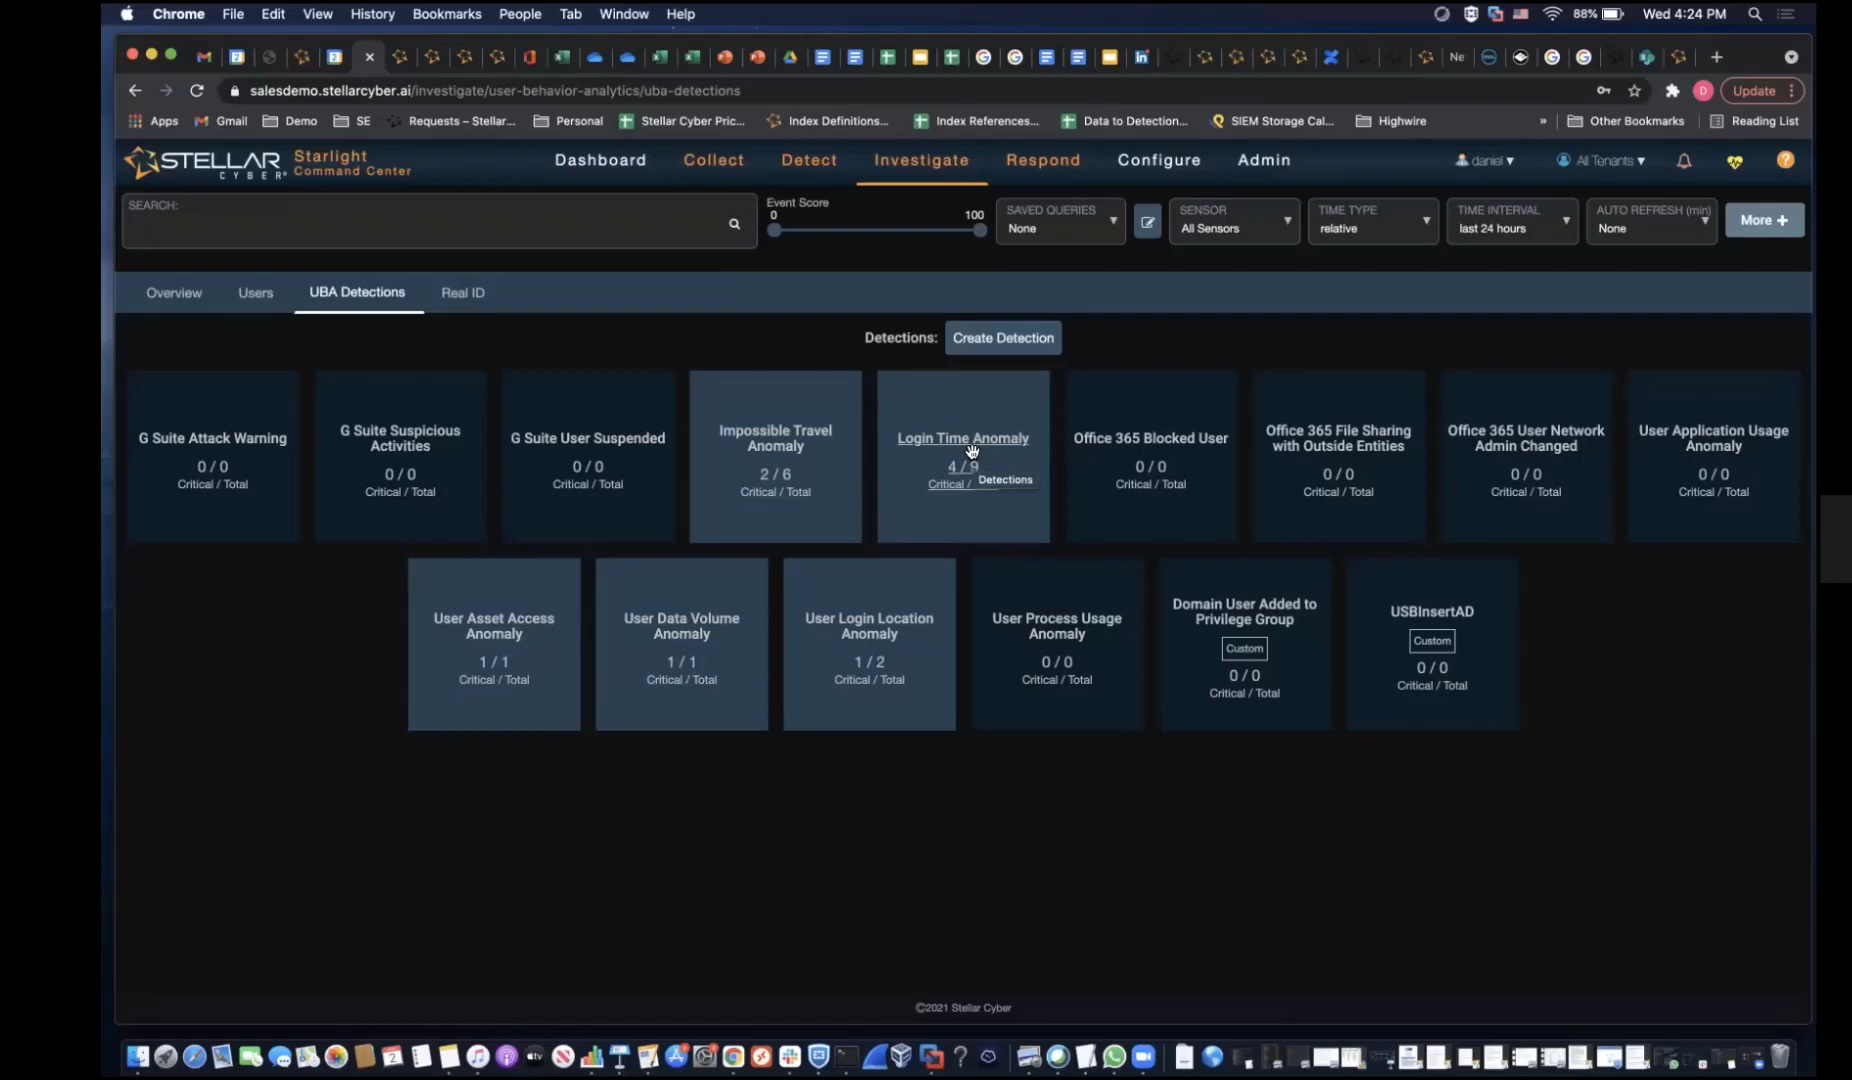 Chrome File Edit View History Bookmarks People Tab Window Help
88% Wed 4:24 PM
Ne
salesdemo.stellarcyber.ai/investigate/user-behavior-analytics/uba-detections
D Update
Apps Gmail Demo SE Requests – Stellar... Personal Stellar Cyber Pric... Index Definitions... Index References... Data to Detection... SIEM Storage Cal... Highwire » Other Bookmarks Reading List
STELLAR CYBER
Starlight
Command Center
Dashboard Collect Detect Investigate Respond Configure Admin
daniel All Tenants
SEARCH:
Event Score
0 100
SAVED QUERIES
None
SENSOR
All Sensors
TIME TYPE
relative
TIME INTERVAL
last 24 hours
AUTO REFRESH (min)
None
More +
Overview Users UBA Detections Real ID
Detections: Create Detection
G Suite Attack Warning
0 / 0
Critical / Total
G Suite Suspicious
Activities
0 / 0
Critical / Total
G Suite User Suspended
0 / 0
Critical / Total
Impossible Travel
Anomaly
2 / 6
Critical / Total
Login Time Anomaly
4 / 9
Critical /
Detections
Office 365 Blocked User
0 / 0
Critical / Total
Office 365 File Sharing
with Outside Entities
0 / 0
Critical / Total
Office 365 User Network
Admin Changed
0 / 0
Critical / Total
User Application Usage
Anomaly
0 / 0
Critical / Total
User Asset Access
Anomaly
1 / 1
Critical / Total
User Data Volume
Anomaly
1 / 1
Critical / Total
User Login Location
Anomaly
1 / 2
Critical / Total
User Process Usage
Anomaly
0 / 0
Critical / Total
Domain User Added to
Privilege Group
Custom
0 / 0
Critical / Total
USBInsertAD
Custom
0 / 0
Critical / Total
©2021 Stellar Cyber